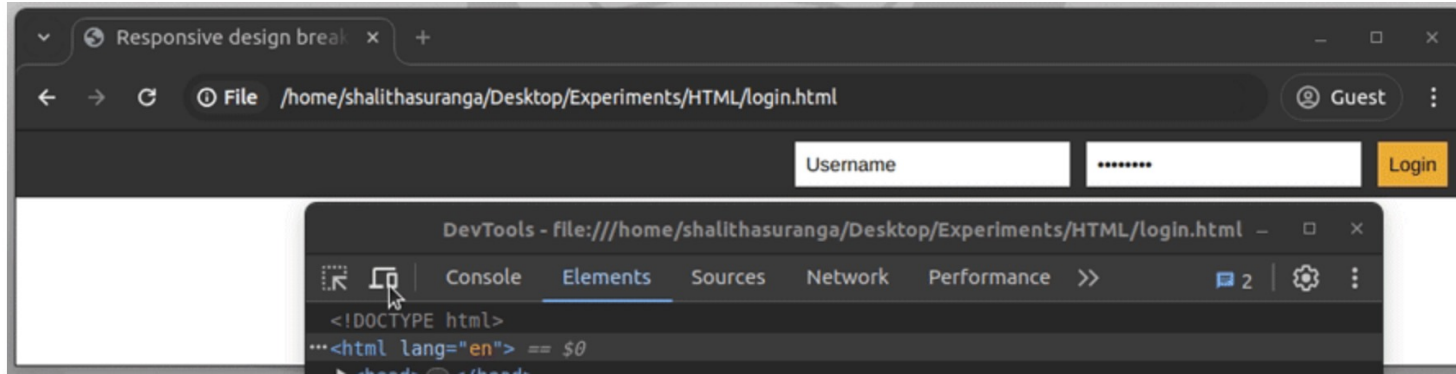 Responsive design break
File /home/shalithasuranga/Desktop/Experiments/HTML/login.html Guest
Username •••••••• Login
DevTools - file:///home/shalithasuranga/Desktop/Experiments/HTML/login.html
Console Elements Sources Network Performance 2
<!DOCTYPE html>
<html lang="en"> == $0